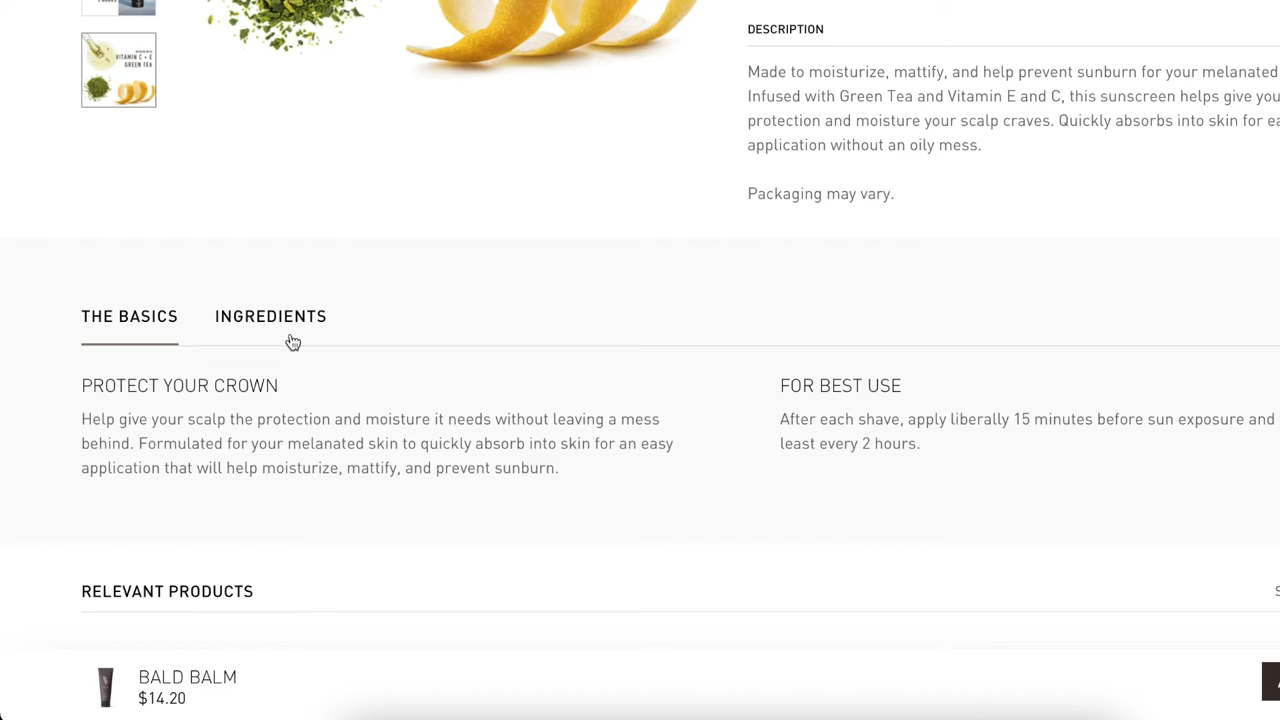 VITAMIN C + E
GREEN TEA
DESCRIPTION
Made to moisturize, mattify, and help prevent sunburn for your melanated
Infused with Green Tea and Vitamin E and C, this sunscreen helps give you
protection and moisture your scalp craves. Quickly absorbs into skin for ea
application without an oily mess.
Packaging may vary.
THE BASICS INGREDIENTS
PROTECT YOUR CROWN
Help give your scalp the protection and moisture it needs without leaving a mess
behind. Formulated for your melanated skin to quickly absorb into skin for an easy
application that will help moisturize, mattify, and prevent sunburn.
FOR BEST USE
After each shave, apply liberally 15 minutes before sun exposure and
least every 2 hours.
RELEVANT PRODUCTS
BALD BALM
$14.20